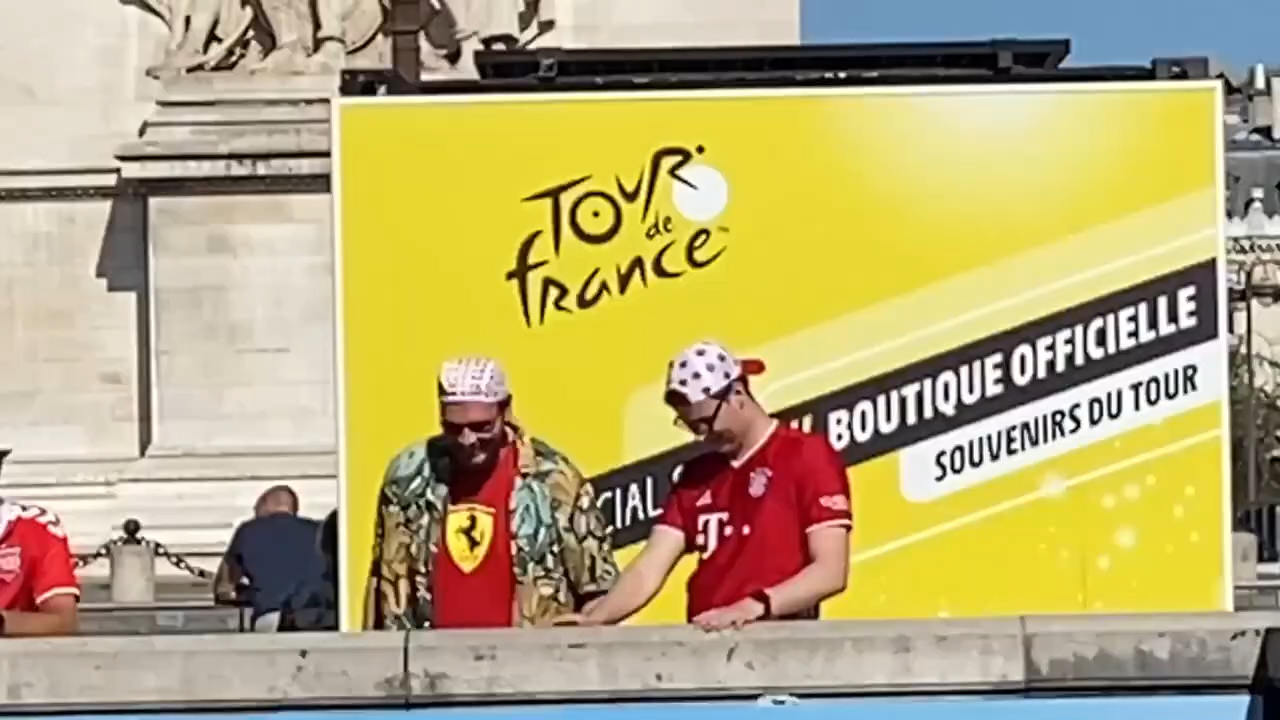 TOUR
de
france
CIAL
BOUTIQUE OFFICIELLE
SOUVENIRS DU TOUR
T